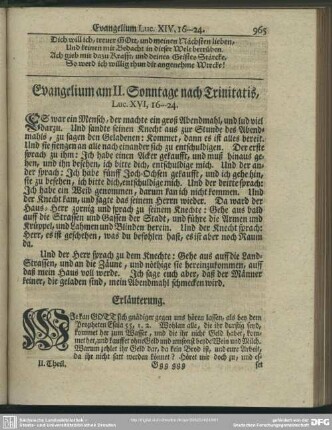 Evangelium Luc. XIV, 16-24. 965
Dich will ich, treuer GOtt, und meinen Nächsten lieben,
Und keinen mit Bedacht in dieser Welt betrüben.
Ach gieb mir dazu Krafft, und deines Geistes Stärcke,
So werd ich willig thun dir angenehme Wercke!
Evangelium am II. Sonntage nach Trinitatis,
Luc. XVI, 16-24.
ES war ein Mensch, der machte ein groß Abendmahl, und lud viel
darzu. Und sandte seinen Knecht aus zur Stunde des Abend-
mahls, zu sagen den Geladenen: Kommt, dann es ist alles bereit.
Und sie fiengen an alle nach einander sich zu entschuldigen. Der erste
sprach zu ihm: Ich habe einen Acker gekaufft, und muß hinaus ge-
hen, und ihn besehen, ich bitte dich, entschuldige mich. Und der an-
der sprach: Ich habe fünff Joch-Ochsen gekaufft, und ich gehe hin,
sie zu besehen, ich bitte dich, entschuldige mich. Und der dritte sprach:
Ich habe ein Weib genommen, darum kan ich nicht kommen. Und
der Knecht kam, und sagte das seinem Herrn wieder. Da ward der
Haus-Herr zornig und sprach zu seinem Knechte: Gehe aus bald
auff die Strassen und Gassen der Stadt, und führe die Armen und
Krüppel, und Lahmen und Blinden herein. Und der Knecht sprach:
Herr, es ist geschehen, was du befohlen hast, es ist aber noch Raum
da.
Und der Herr sprach zu dem Knechte: Gehe aus auff die Land-
Strassen, und an die Zäune, und nöthige sie hereinzukommen, auff
daß mein Haus voll werde. Ich sage euch aber, daß der Männer
keiner, die geladen sind, mein Abendmahl schmecken wird.
Erläuterung.
kan GOTT sich gnädiger gegen uns hören lassen, als bey dem
Propheten Esaia 55, 1. 2. Wohlan alle, die ihr durstig seyd,
kommet her zum Wasser, und die ihr nicht Geld habt, kom-
met her, und kauffet ohne Geld und umsonst beyde Wein und Milch.
Warum zehlet ihr Geld dar, da kein Brod ist, und eure Arbeit,
da ihr nicht satt werden könnet? Höret mir doch zu, und es-
II. Theil. set